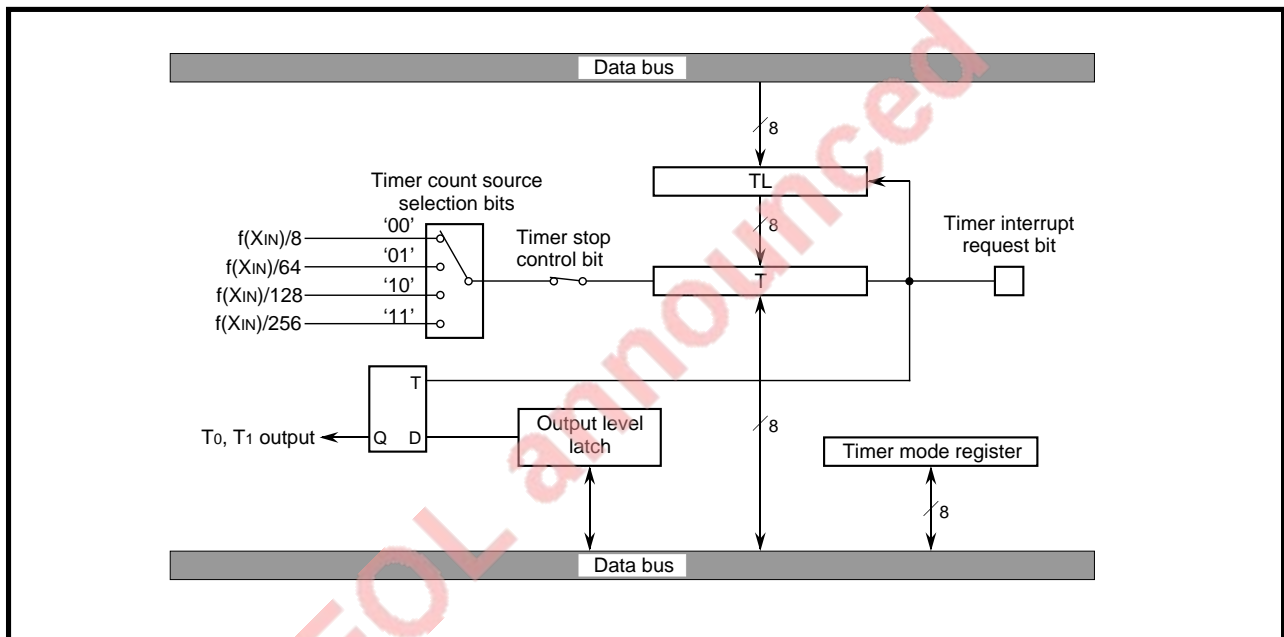 Data bus
8
TL
Timer count source
selection bits
8
Timer interrupt
request bit
Timer stop
control bit
f(XIN)/8
‘00’
f(XIN)/64
‘01’
T
f(XIN)/128
‘10’
f(XIN)/256
‘11’
T
Output level
latch
8
T0, T1 output
Q
D
Timer mode register
8
Data bus
EOL announced